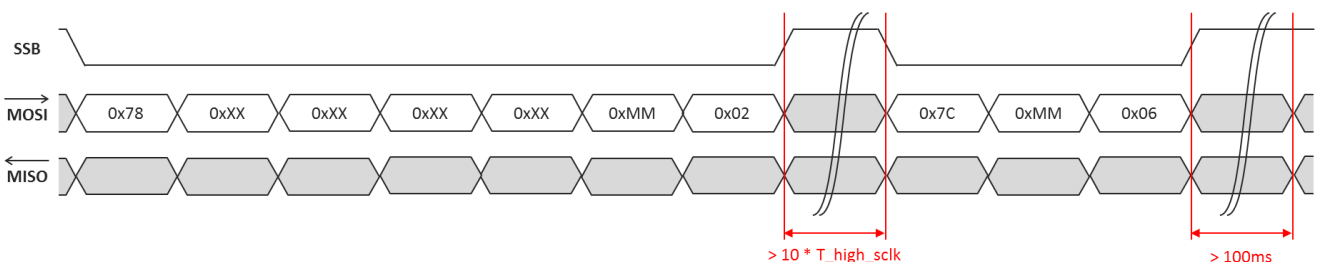 SSB
MOSI 0x78 0xXX 0xXX 0xXX 0xXX 0xMM 0x02 0x7C 0xMM 0x06
MISO
> 10 * T_high_sclk > 100ms